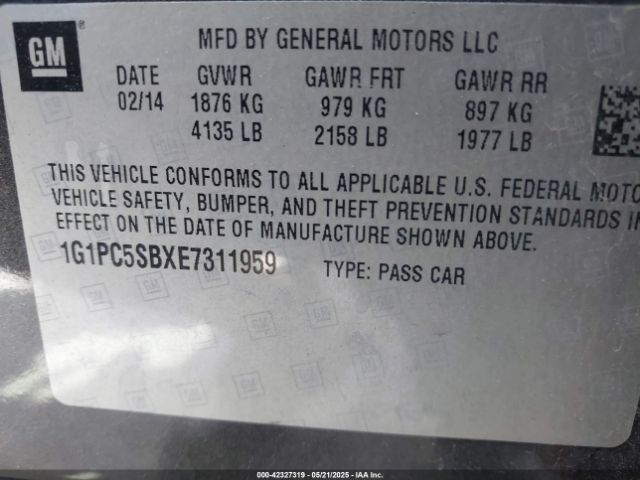 GM
®
MFD BY GENERAL MOTORS LLC
DATE GVWR GAWR FRT GAWR RR
02/14 1876 KG 979 KG 897 KG
4135 LB 2158 LB 1977 LB
THIS VEHICLE CONFORMS TO ALL APPLICABLE U.S. FEDERAL MOTO
VEHICLE SAFETY, BUMPER, AND THEFT PREVENTION STANDARDS IN
EFFECT ON THE DATE OF MANUFACTURE SHOWN ABOVE.
1G1PC5SBXE7311959 TYPE: PASS CAR
00-42327319 - 05/21/2025 - IAA Inc.